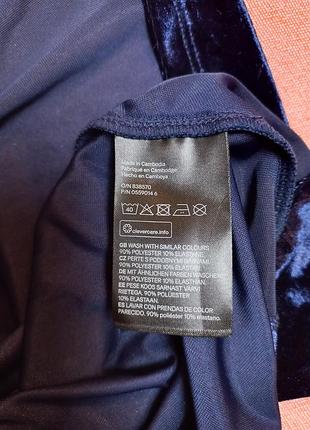 Made in Cambodia
Fabriqué en Cambodge
Hecho en Camboya
O/N 838570
P/N 0559014 6
40
clevercare.info
GB WASH WITH SIMILAR COLOURS
90% POLYESTER 10% ELASTANE.
CZ PERTE S PODOBNÝMI BARVAMI.
90% POLYESTER 10% ELASTAN.
DE MIT ÄHNLICHEN FARBEN WASCHEN
90% POLYESTER 10% ELASTHAN.
EE PESE KOOS SARNAST VÄRVI
RIIETEGA. 90% POLÜESTER
10% ELASTAAN.
ES LAVAR CON PRENDAS DE COLOR
PARECIDO. 90% poliéster 10% elastano.